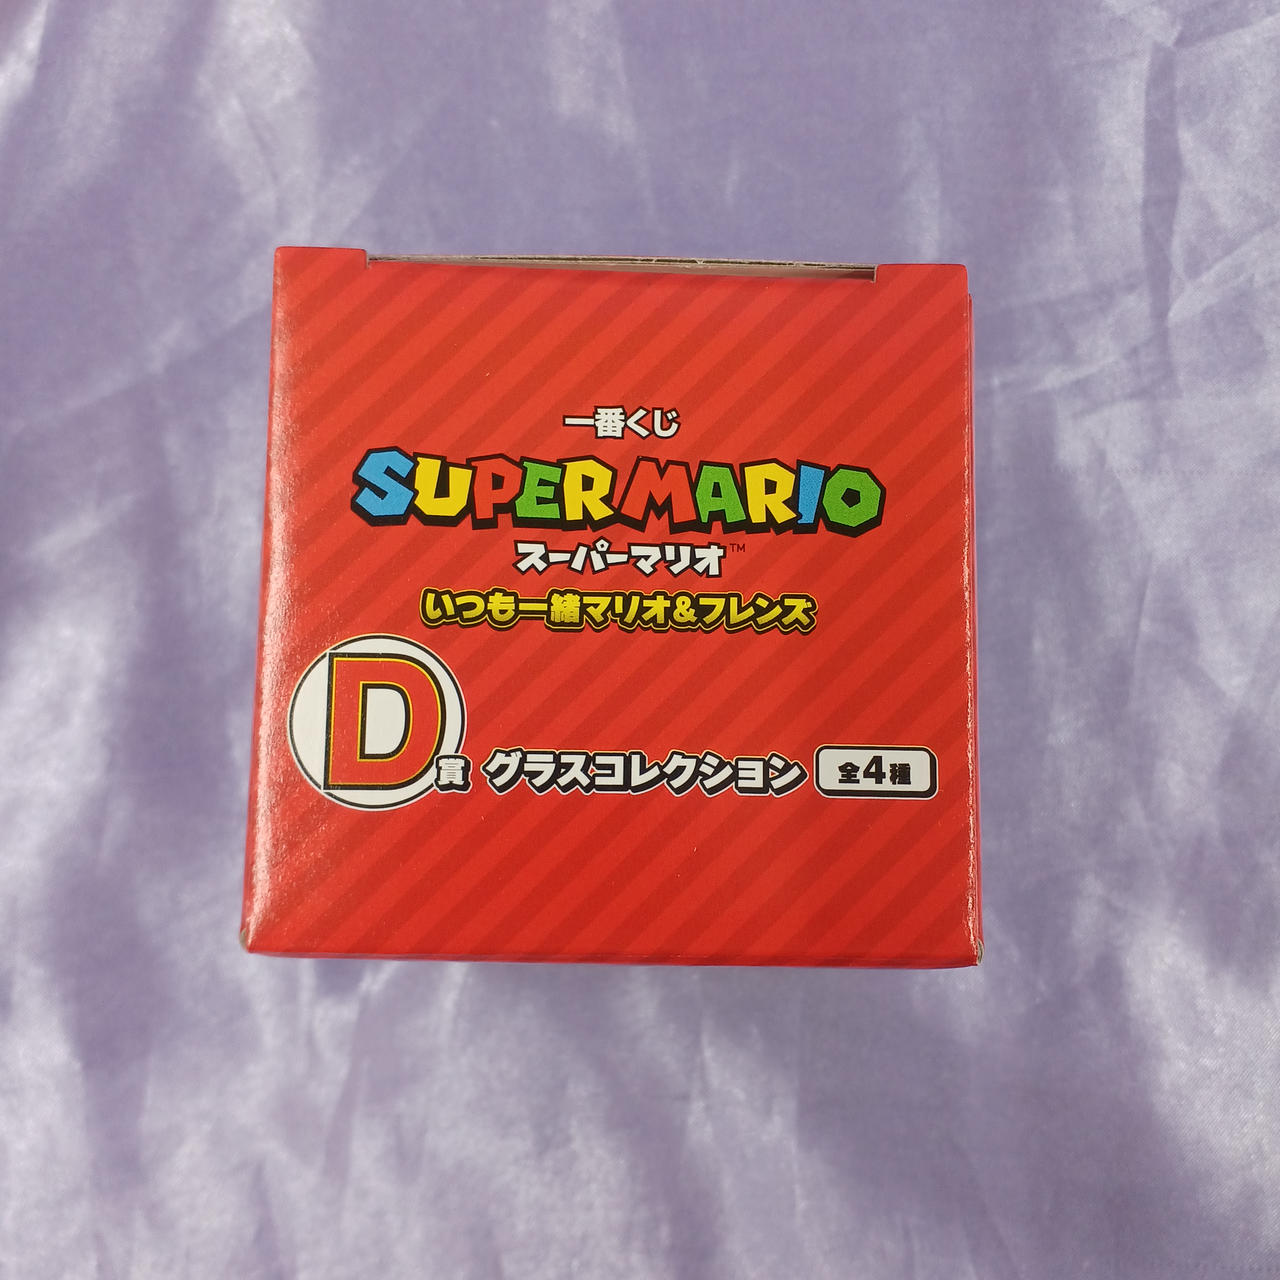 一番くじ
SUPER MARIO
スーパーマリオ™
いつも一緒マリオ&フレンズ
D賞 グラスコレクション 全4種